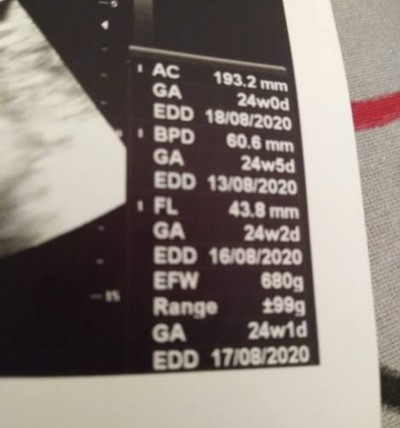 AC 193.2 mm
GA 24w0d
EDD 18/08/2020
BPD 60.6 mm
GA 24w5d
EDD 13/08/2020
FL 43.8 mm
GA 24w2d
EDD 16/08/2020
EFW 680g
Range ±99g
GA 24w1d
EDD 17/08/2020